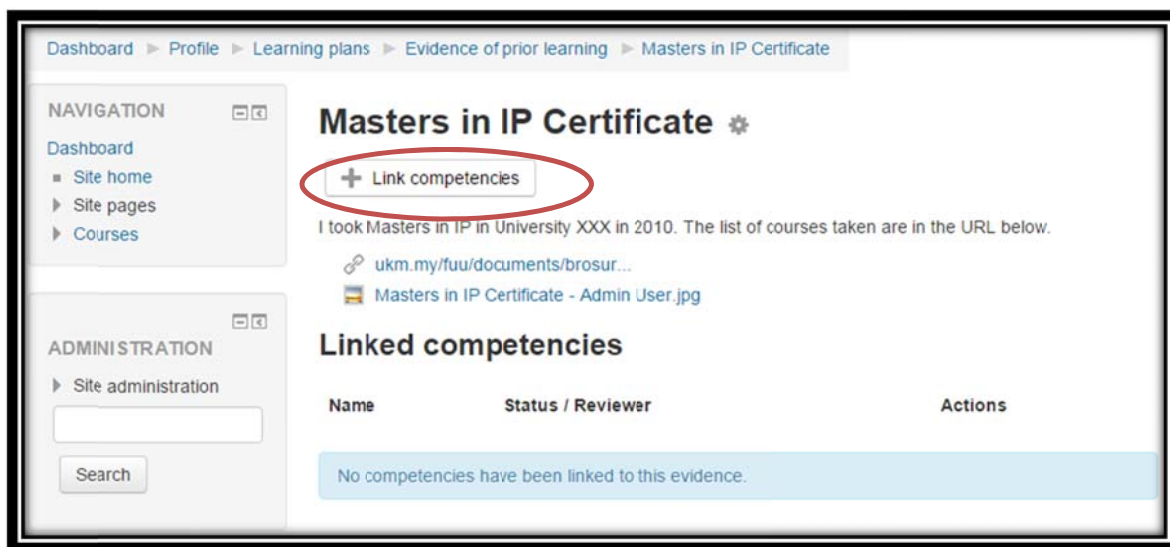 Dashboard ▶ Profile ▶ Learning plans ▶ Evidence of prior learning ▶ Masters in IP Certificate
NAVIGATION
Dashboard
Site home
Site pages
Courses
ADMINISTRATION
Site administration
Search
Masters in IP Certificate
Link competencies
I took Masters in IP in University XXX in 2010. The list of courses taken are in the URL below.
ukm.my/fuu/documents/brosur...
Masters in IP Certificate - Admin User.jpg
Linked competencies
Name Status / Reviewer Actions
No competencies have been linked to this evidence.